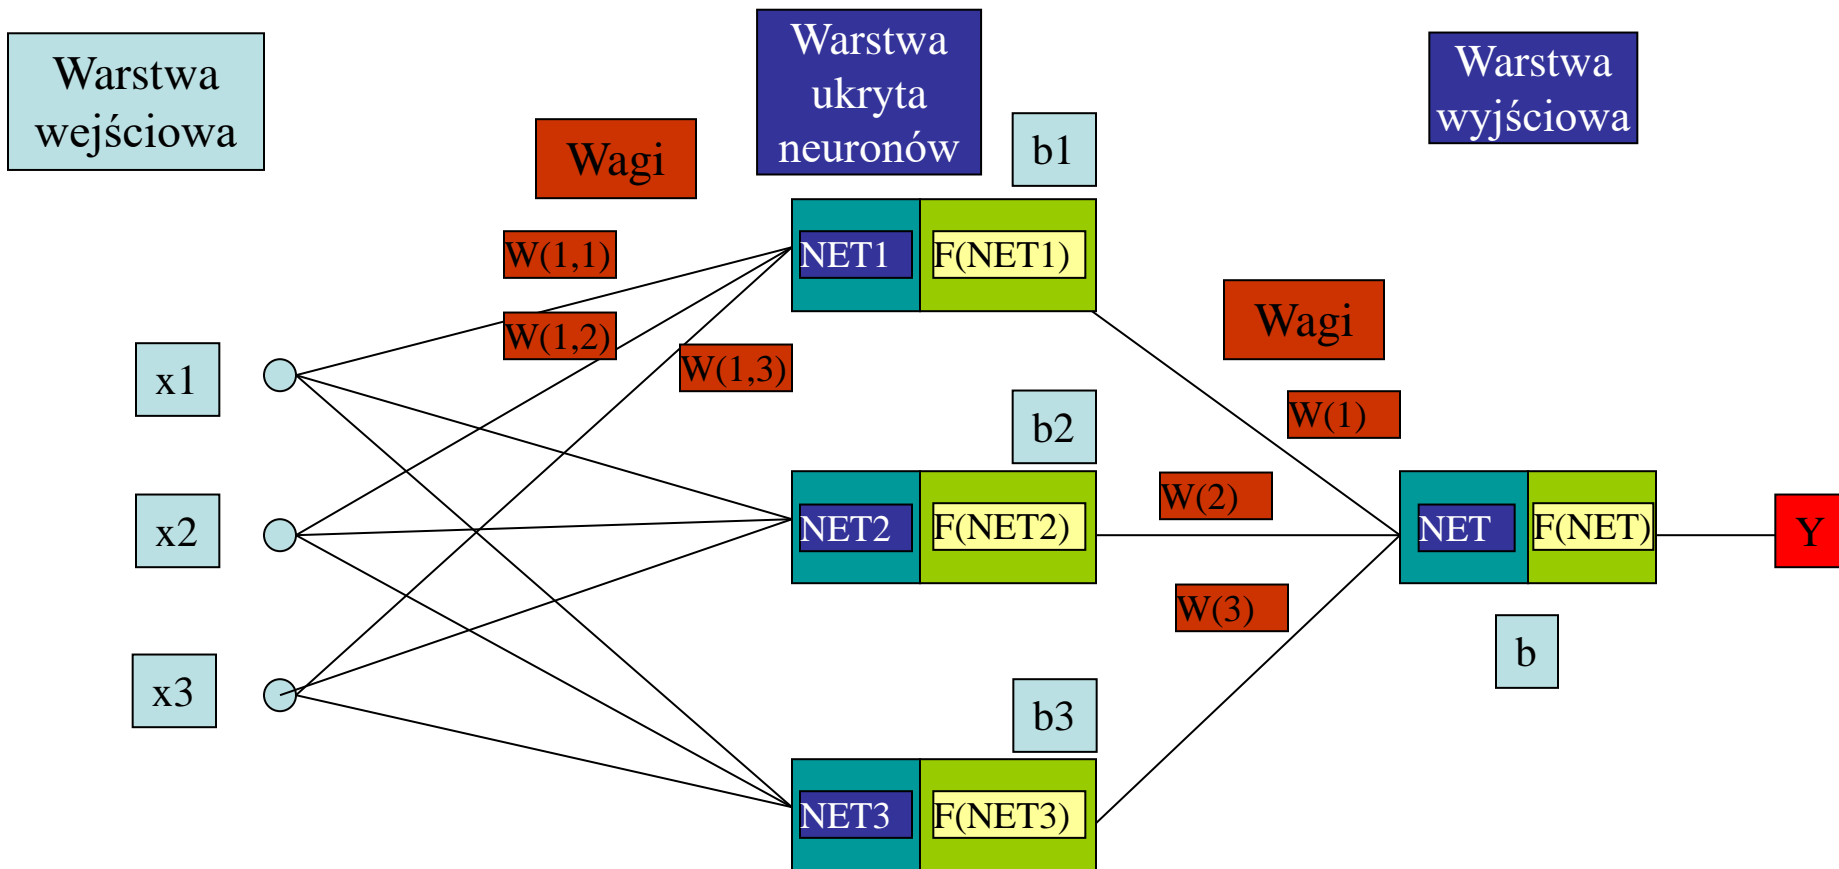 Warstwa
wejściowa
Warstwa
ukryta
neuronów
Warstwa
wyjściowa
Wagi
b1
W(1,1)
NET1
F(NET1)
W(1,2)
W(1,3)
Wagi
x1
b2
W(1)
W(2)
x2
NET2
F(NET2)
NET
F(NET)
Y
W(3)
b
x3
b3
NET3
F(NET3)